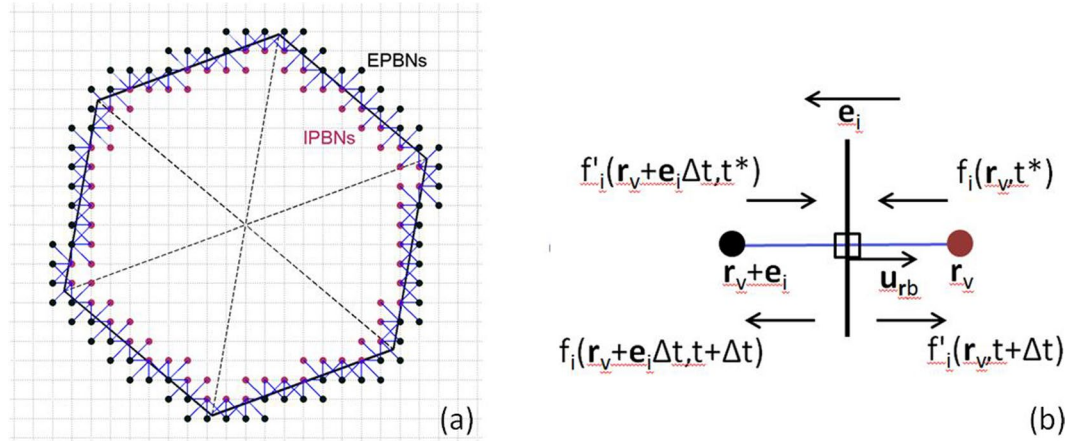 EPBNs
IPBNs
(a)
e_i
f'_i(r_v+e_iΔt,t*)
f_i(r_v,t*)
r_v+e_i
u_rb
r_v
f_i(r_v+e_iΔt,t+Δt)
f'_i(r_v,t+Δt)
(b)